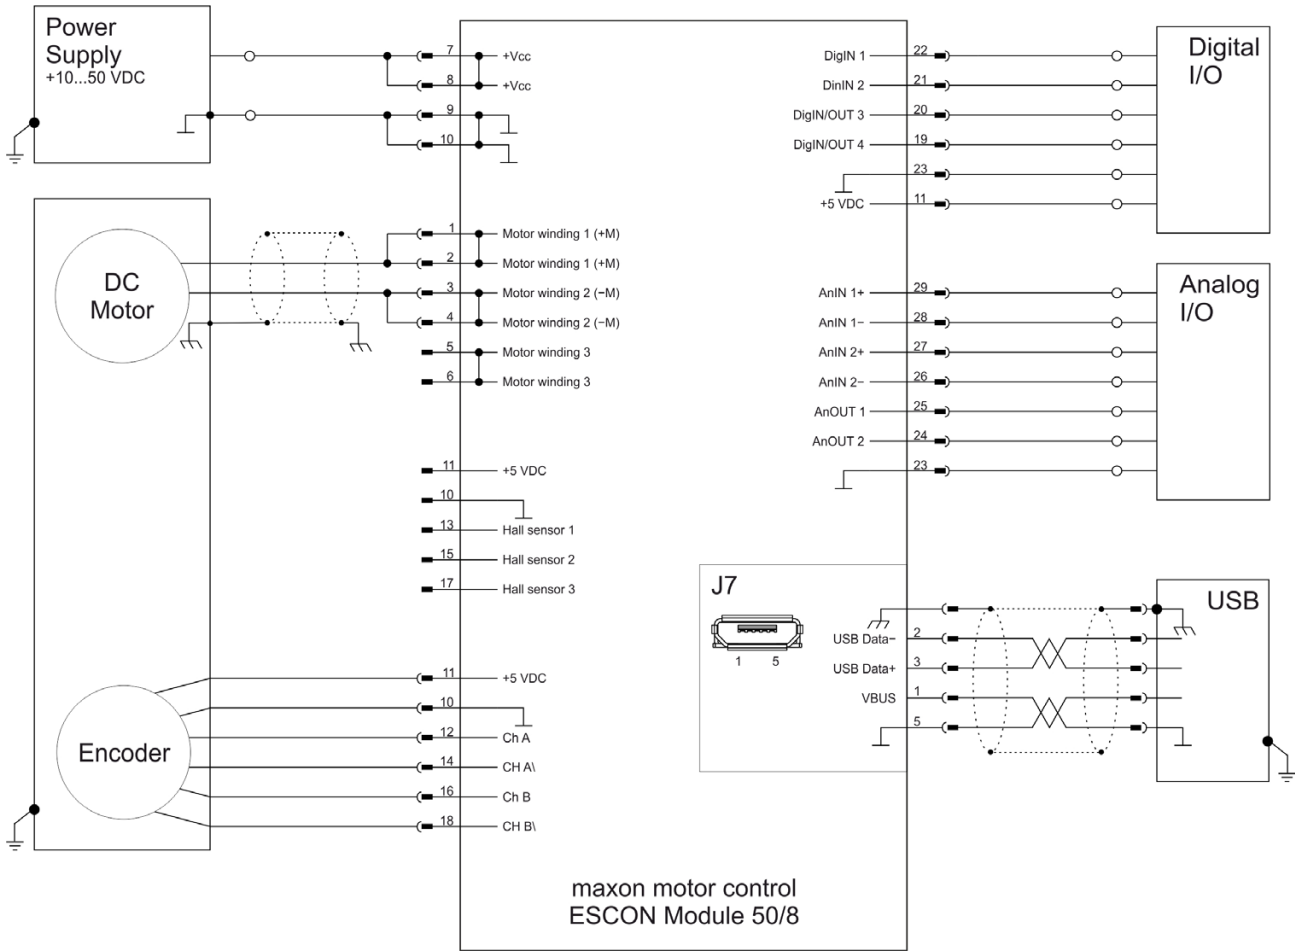 Power
Supply
+10...50 VDC
7 +Vcc
8 +Vcc
9
10
DC
Motor
1 Motor winding 1 (+M)
2 Motor winding 1 (+M)
3 Motor winding 2 (−M)
4 Motor winding 2 (−M)
5 Motor winding 3
6 Motor winding 3
11 +5 VDC
10
13 Hall sensor 1
15 Hall sensor 2
17 Hall sensor 3
Encoder
11 +5 VDC
10
12 Ch A
14 CH A\
16 Ch B
18 CH B\
DigIN 1 22
DinIN 2 21
DigIN/OUT 3 20
DigIN/OUT 4 19
23
+5 VDC 11
Digital
I/O
AnIN 1+ 29
AnIN 1− 28
AnIN 2+ 27
AnIN 2− 26
AnOUT 1 25
AnOUT 2 24
23
Analog
I/O
J7
1 5
USB Data− 2
USB Data+ 3
VBUS 1
5
USB
maxon motor control
ESCON Module 50/8